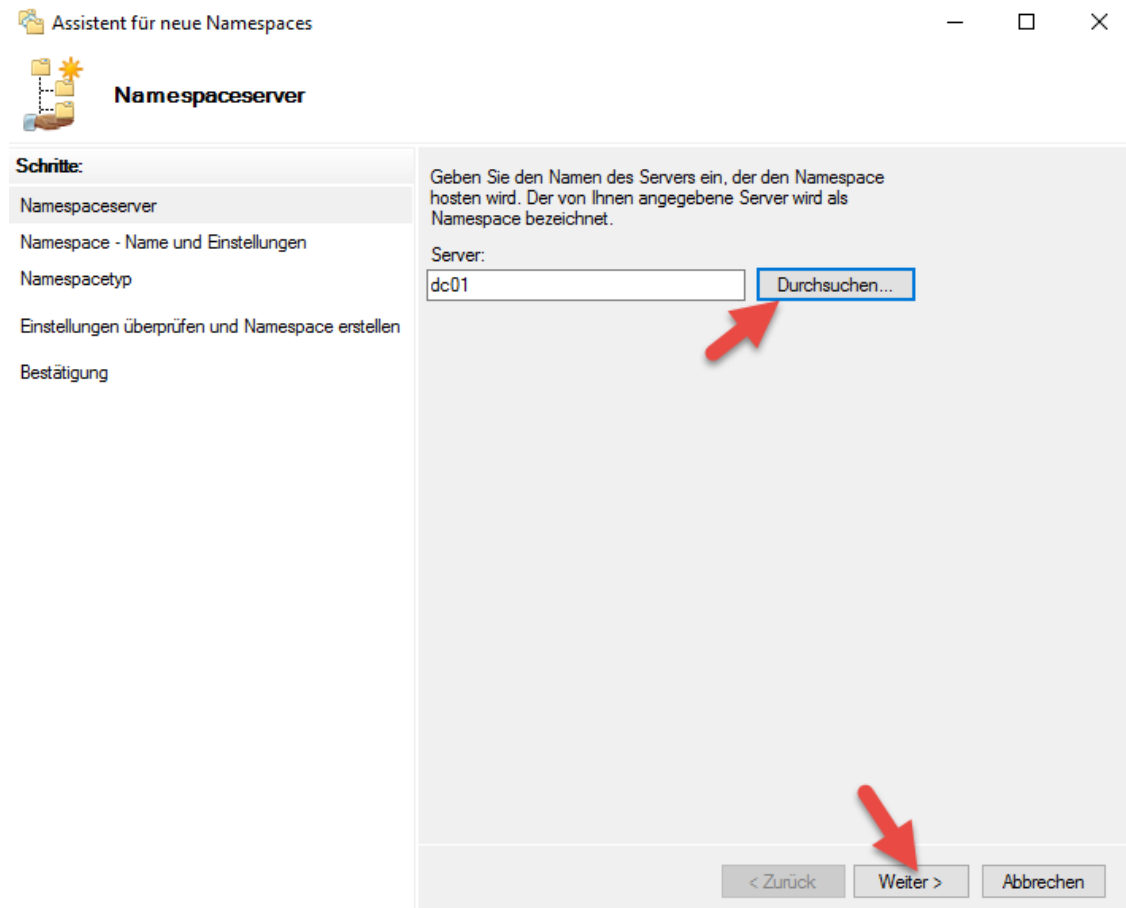 Assistent für neue Namespaces
Namespaceserver
Schritte:
Namespaceserver
Namespace - Name und Einstellungen
Namespacetyp
Einstellungen überprüfen und Namespace erstellen
Bestätigung
Geben Sie den Namen des Servers ein, der den Namespace
hosten wird. Der von Ihnen angegebene Server wird als
Namespace bezeichnet.
Server:
dc01
Durchsuchen...
< Zurück
Weiter >
Abbrechen